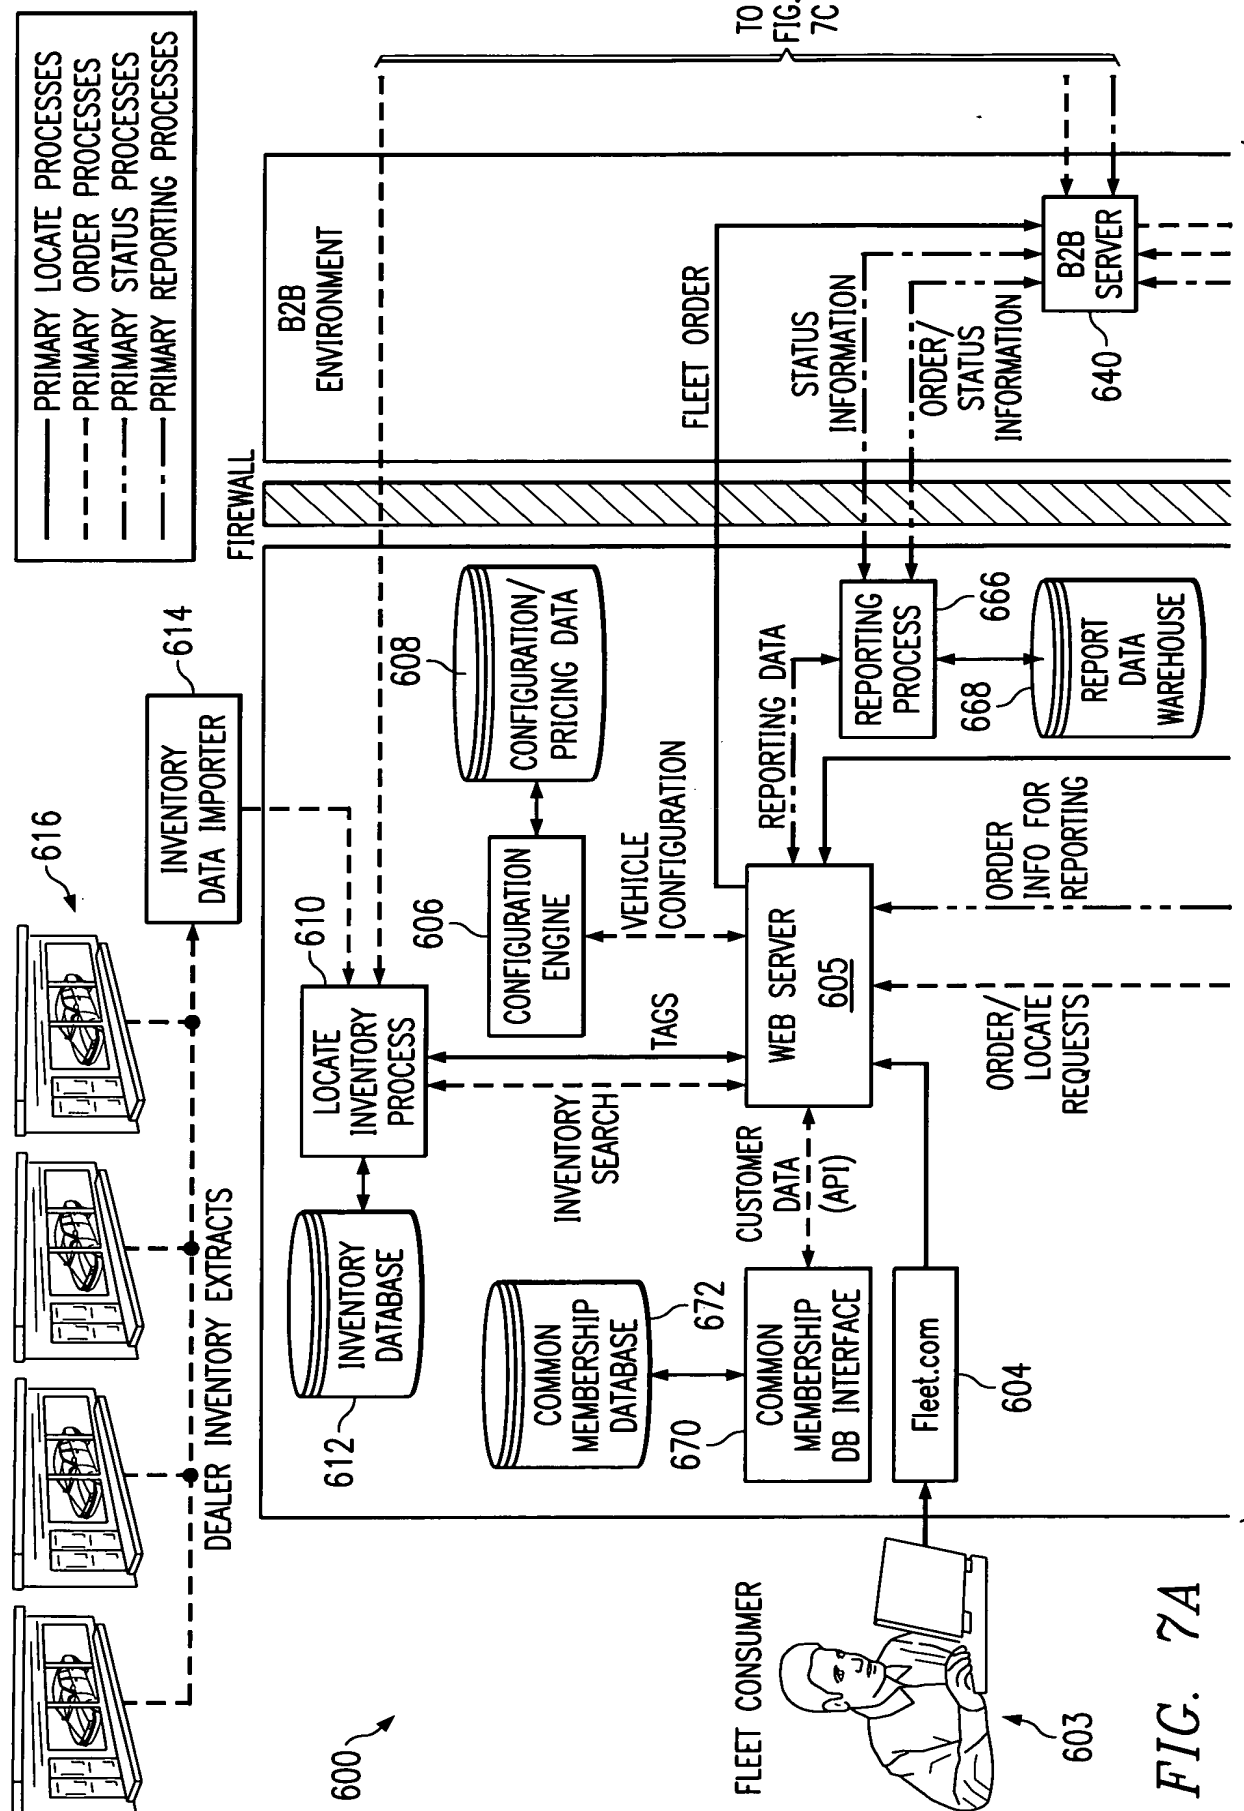 PRIMARY LOCATE PROCESSES
PRIMARY ORDER PROCESSES
PRIMARY STATUS PROCESSES
PRIMARY REPORTING PROCESSES
616
DEALER INVENTORY EXTRACTS
INVENTORY
DATA IMPORTER
614
600
FIREWALL
B2B
ENVIRONMENT
TO
FIG.
7C
INVENTORY
DATABASE
612
LOCATE
INVENTORY
PROCESS
610
CONFIGURATION/
PRICING DATA
608
CONFIGURATION
ENGINE
606
INVENTORY
SEARCH
TAGS
VEHICLE
CONFIGURATION
COMMON
MEMBERSHIP
DATABASE
672
COMMON
MEMBERSHIP
DB INTERFACE
670
CUSTOMER
DATA
(API)
WEB SERVER
605
REPORTING DATA
FLEET ORDER
STATUS
INFORMATION
ORDER/
STATUS
INFORMATION
REPORTING
PROCESS
666
REPORT
DATA
WAREHOUSE
668
B2B
SERVER
640
FLEET CONSUMER
603
Fleet.com
604
ORDER/
LOCATE
REQUESTS
ORDER
INFO FOR
REPORTING
FIG. 7A